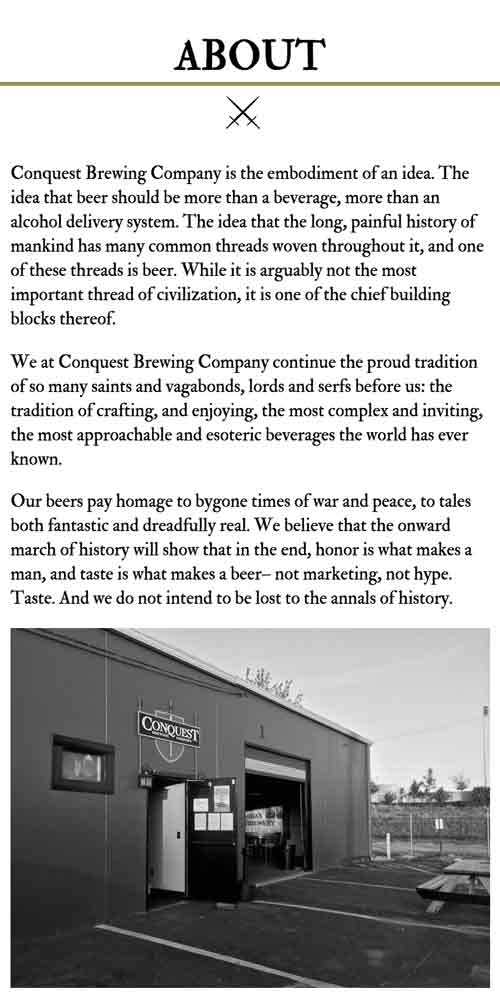 ABOUT
Conquest Brewing Company is the embodiment of an idea. The
idea that beer should be more than a beverage, more than an
alcohol delivery system. The idea that the long, painful history of
mankind has many common threads woven throughout it, and one
of these threads is beer. While it is arguably not the most
important thread of civilization, it is one of the chief building
blocks thereof.
We at Conquest Brewing Company continue the proud tradition
of so many saints and vagabonds, lords and serfs before us: the
tradition of crafting, and enjoying, the most complex and inviting,
the most approachable and esoteric beverages the world has ever
known.
Our beers pay homage to bygone times of war and peace, to tales
both fantastic and dreadfully real. We believe that the onward
march of history will show that in the end, honor is what makes a
man, and taste is what makes a beer– not marketing, not hype.
Taste. And we do not intend to be lost to the annals of history.
CONQUEST
1